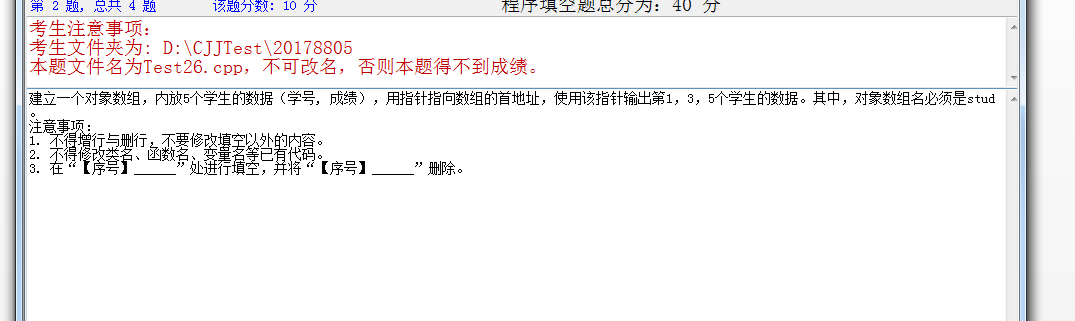 第 2 题, 总共 4 题 该题分数: 10 分 程序填空题总分为: 40 分
考生注意事项:
考生文件夹为: D:\CJJTest\20178805
本题文件名为Test26.cpp, 不可改名, 否则本题得不到成绩。
建立一个对象数组，内放5个学生的数据（学号, 成绩），用指针指向数组的首地址，使用该指针输出第1，3，5个学生的数据。其中，对象数组名必须是stud
。
注意事项：
1. 不得增行与删行，不要修改填空以外的内容。
2. 不得修改类名、函数名、变量名等已有代码。
3. 在“【序号】______”处进行填空，并将“【序号】______”删除。